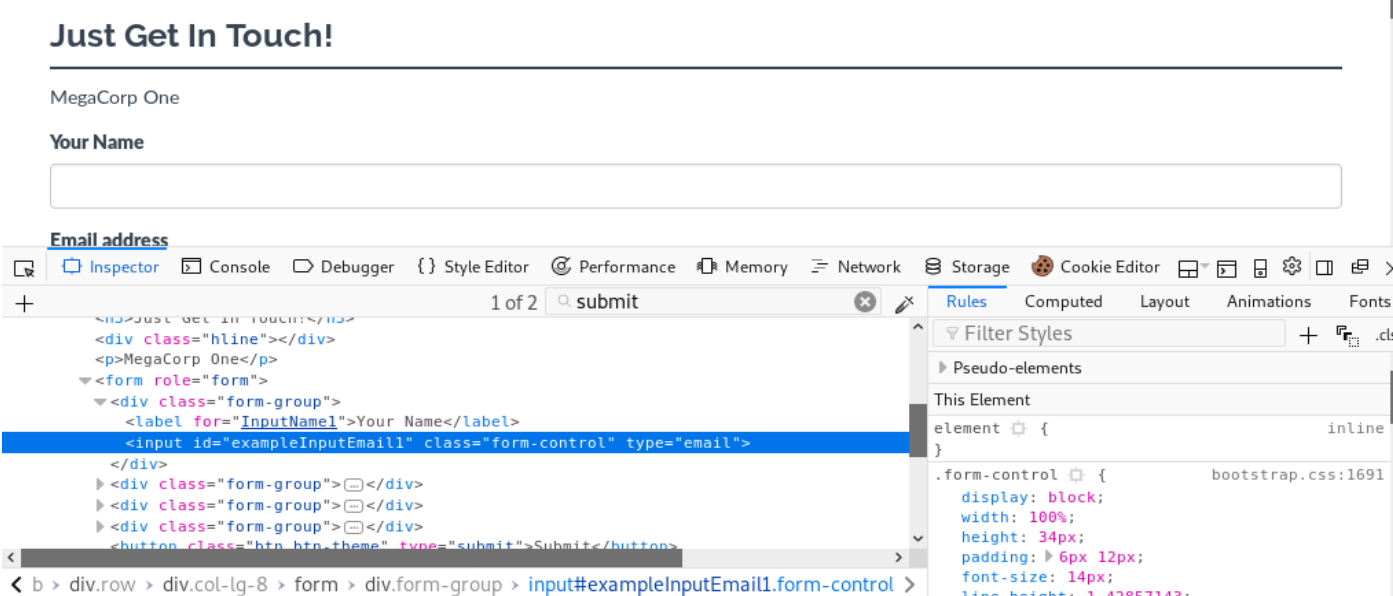 Just Get In Touch!
MegaCorp One
Your Name
Email address
Inspector Console Debugger {} Style Editor Performance Memory Network Storage Cookie Editor
+ 1 of 2 submit Rules Computed Layout Animations Fonts
<h3>Just Get In Touch!</h3>
<div class="hline"></div>
<p>MegaCorp One</p>
<form role="form">
<div class="form-group">
<label for="InputName1">Your Name</label>
<input id="exampleInputEmail1" class="form-control" type="email">
</div>
<div class="form-group"></div>
<div class="form-group"></div>
<div class="form-group"></div>
<button class="btn btn-theme" type="submit">Submit</button>
b > div.row > div.col-lg-8 > form > div.form-group > input#exampleInputEmail1.form-control
Filter Styles + .cls
Pseudo-elements
This Element
element { inline
}
.form-control { bootstrap.css:1691
display: block;
width: 100%;
height: 34px;
padding: 6px 12px;
font-size: 14px;
line-height: 1.42857143;